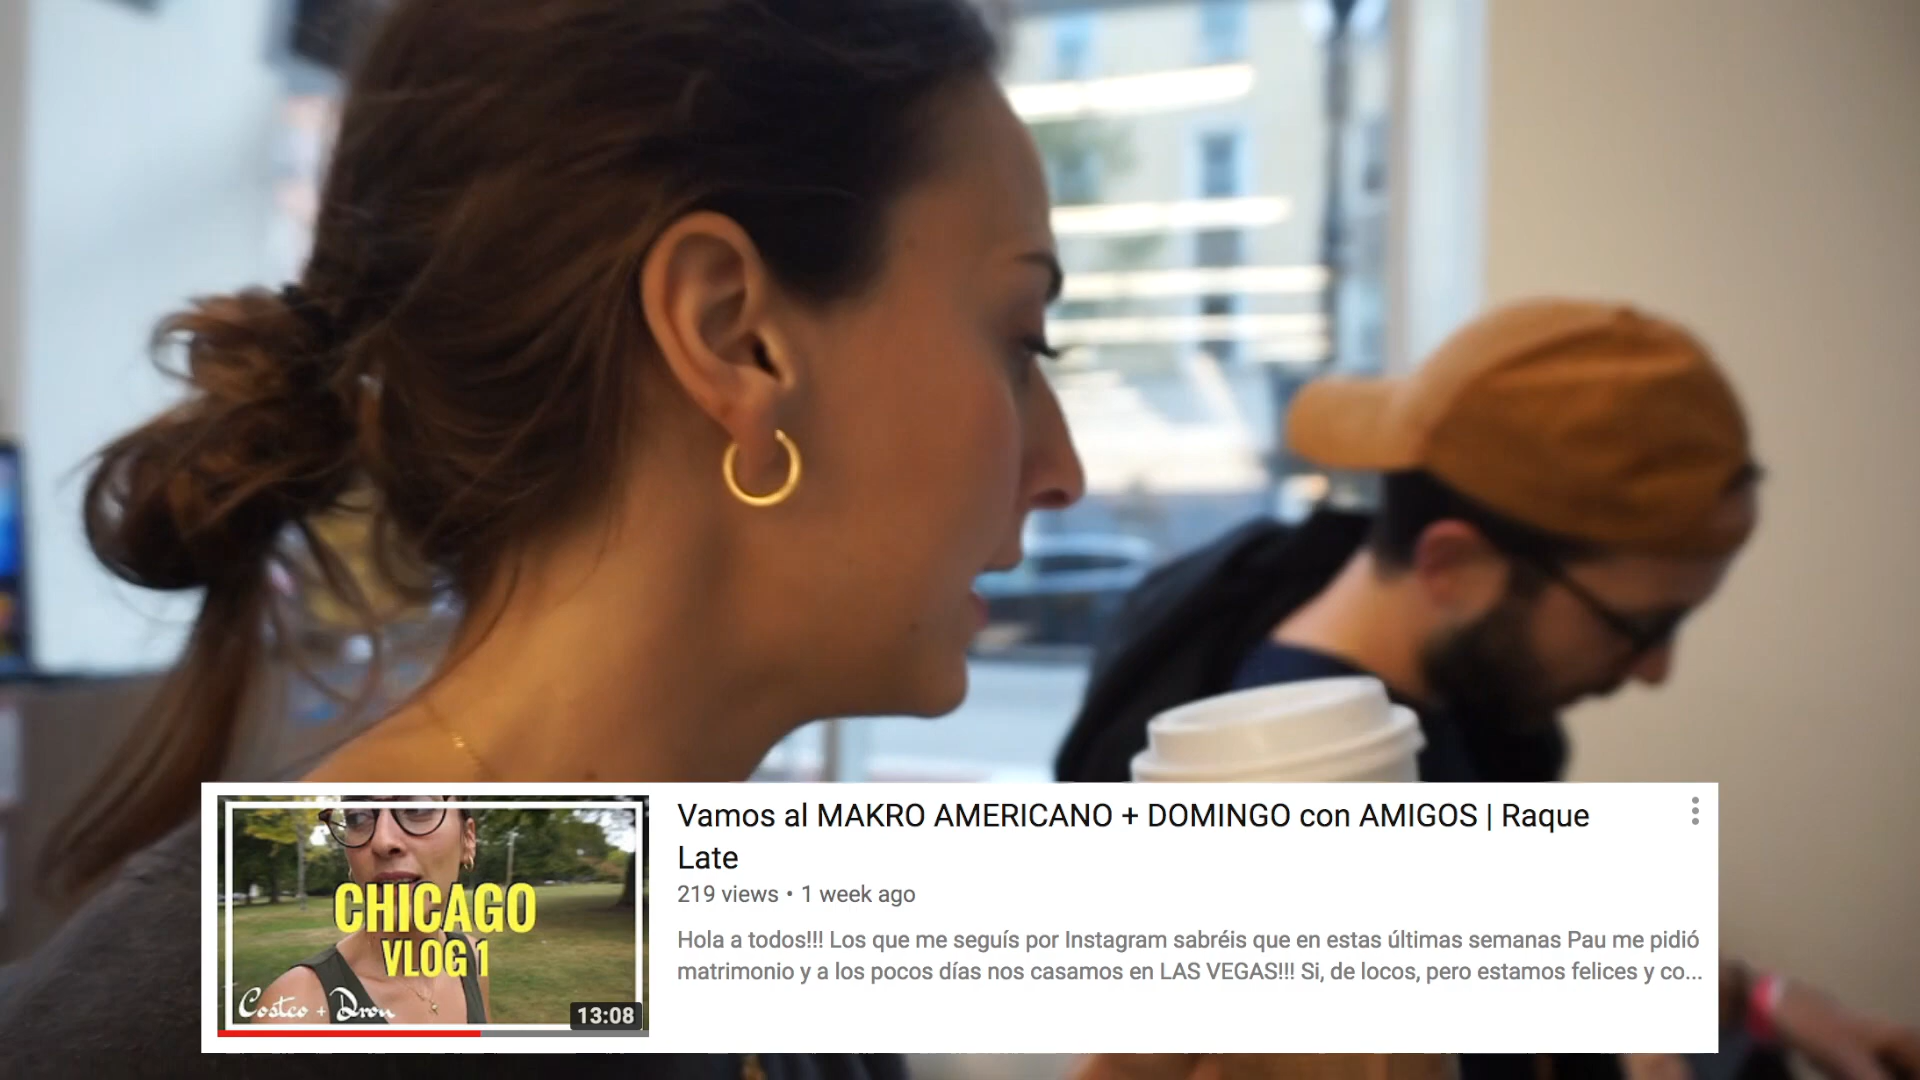 Vamos al MAKRO AMERICANO + DOMINGO con AMIGOS | Raque
Late
219 views • 1 week ago
Hola a todos!!! Los que me seguís por Instagram sabréis que en estas últimas semanas Pau me pidió
matrimonio y a los pocos días nos casamos en LAS VEGAS!!! Si, de locos, pero estamos felices y co...
CHICAGO
VLOG 1
Costco + Dron
13:08